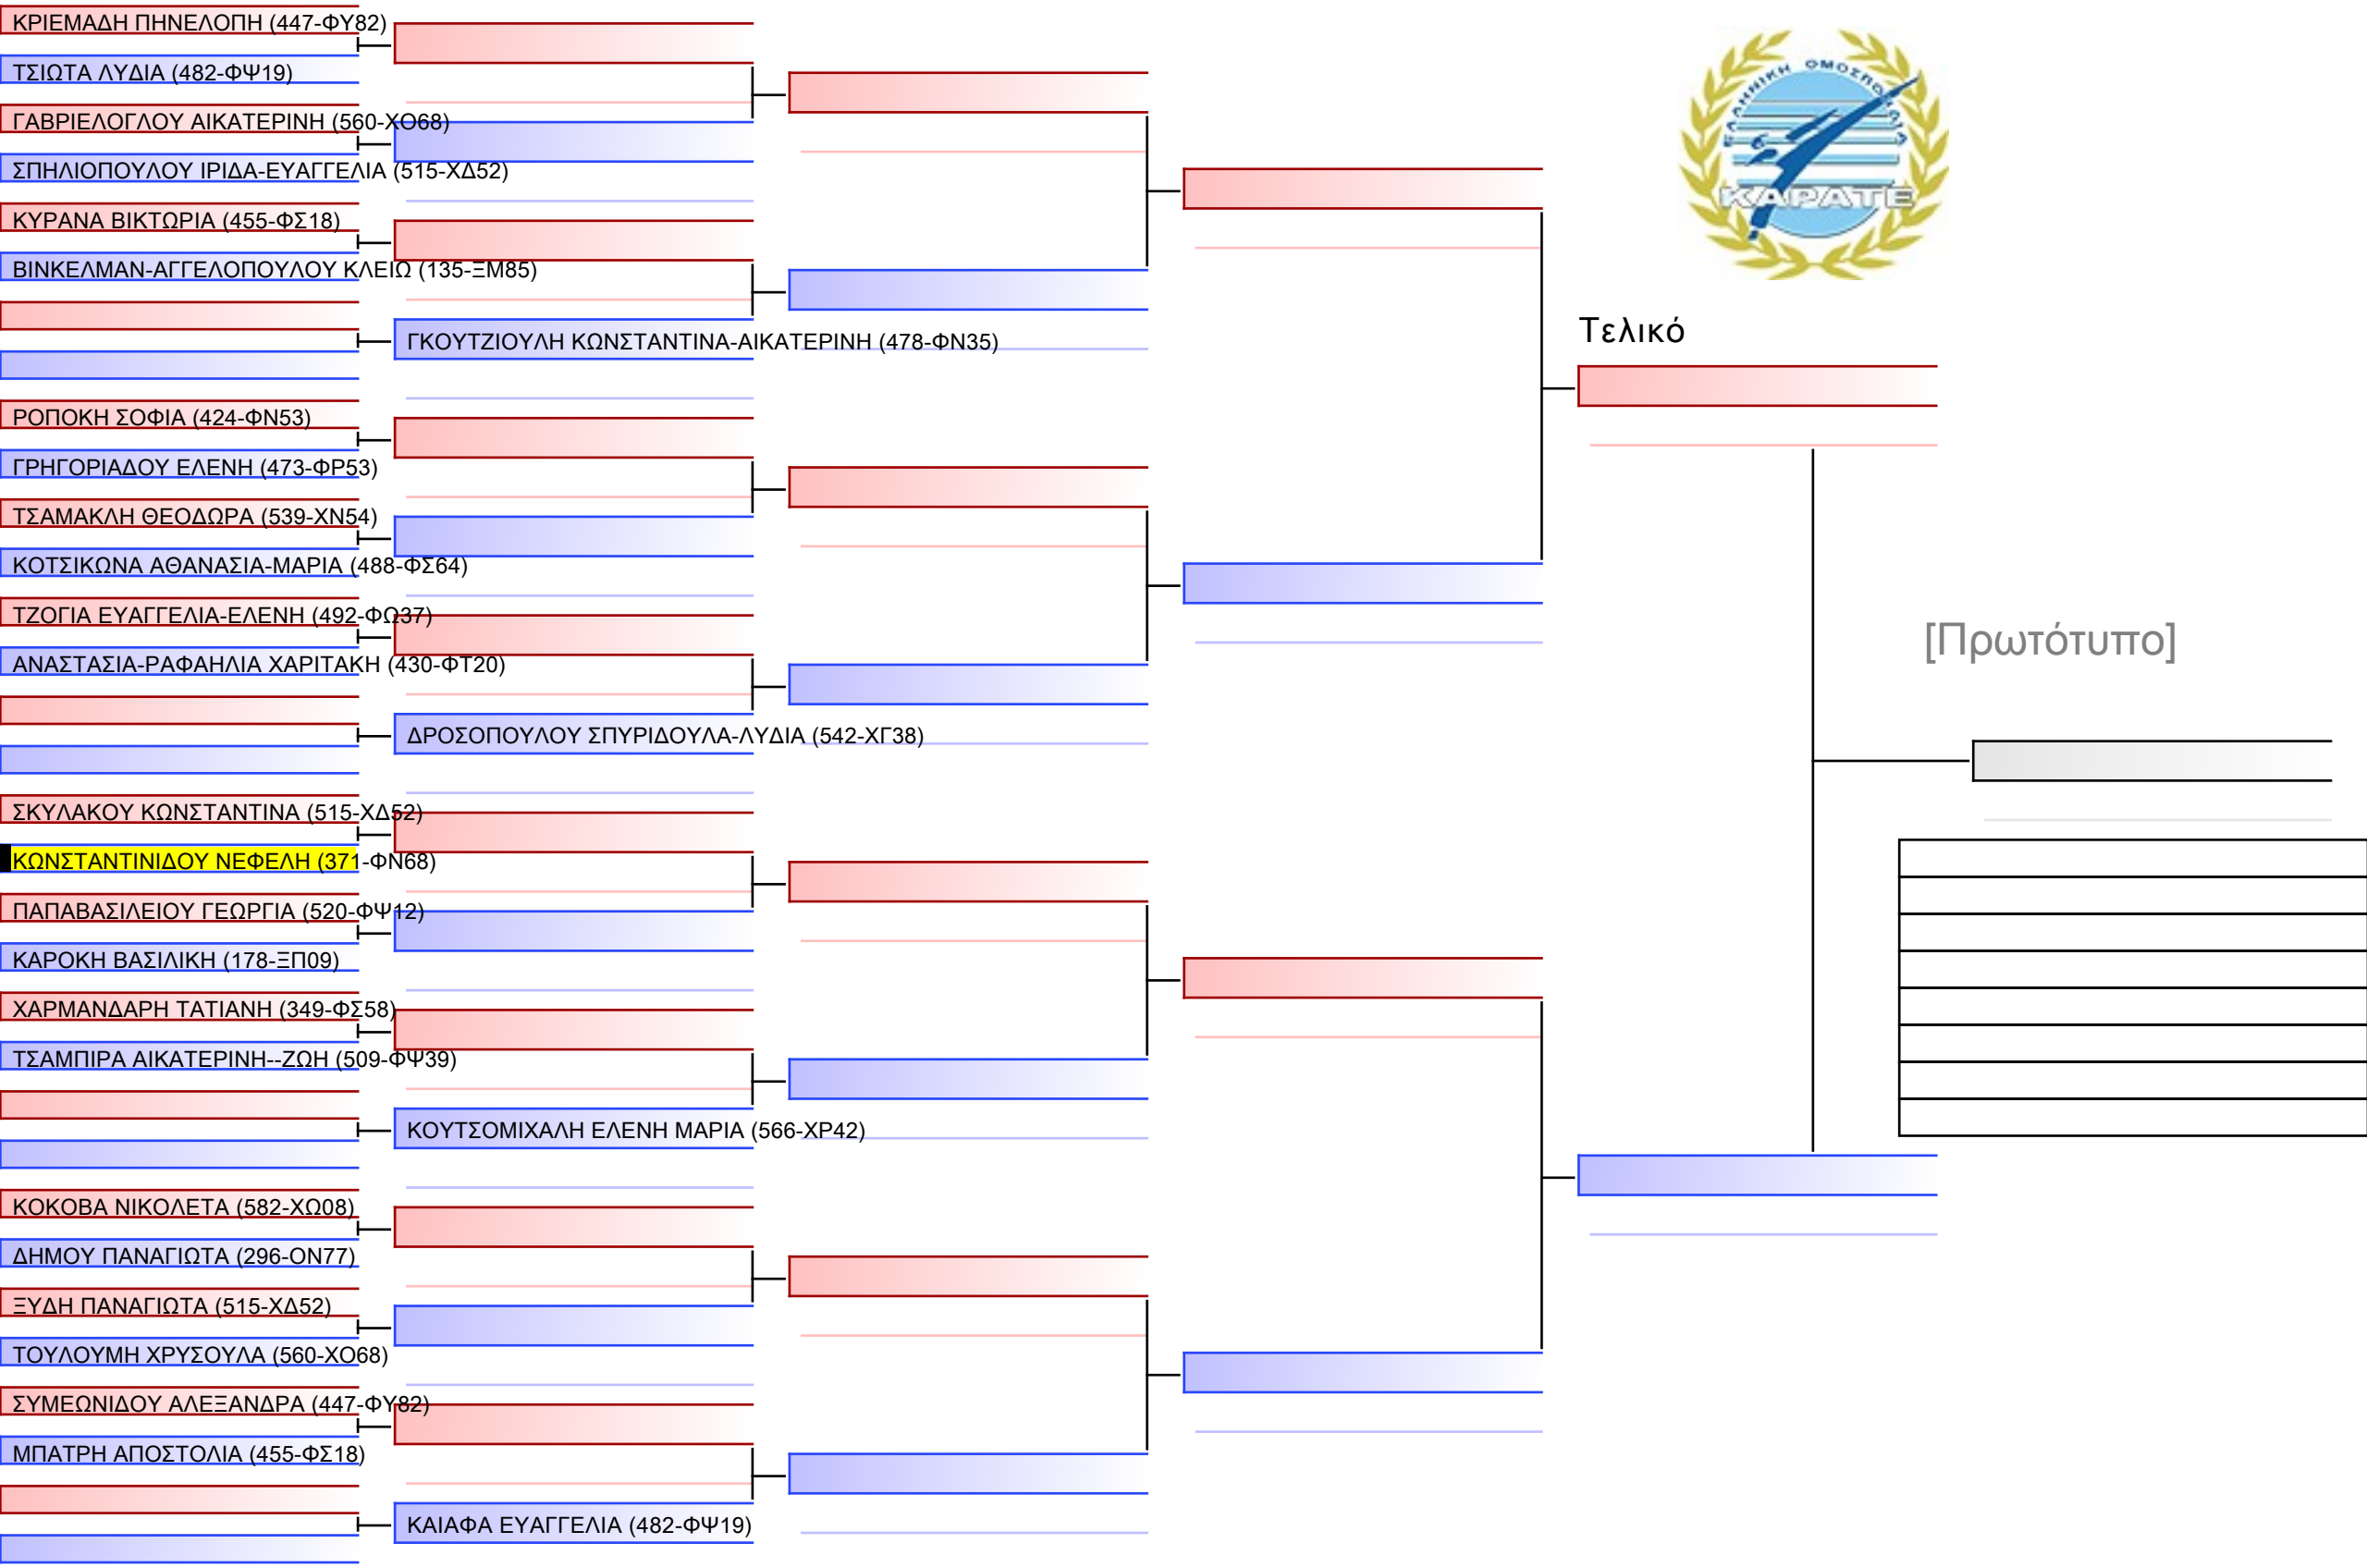 ΚΡΙΕΜΑΔΗ ΠΗΝΕΛΟΠΗ (447-ΦΥ82)
ΤΣΙΩΤΑ ΛΥΔΙΑ (482-ΦΨ19)
ΓΑΒΡΙΕΛΟΓΛΟΥ ΑΙΚΑΤΕΡΙΝΗ (560-ΧΟ68)
ΣΠΗΛΙΟΠΟΥΛΟΥ ΙΡΙΔΑ-ΕΥΑΓΓΕΛΙΑ (515-ΧΔ52)
ΚΥΡΑΝΑ ΒΙΚΤΩΡΙΑ (455-ΦΣ18)
ΒΙΝΚΕΛΜΑΝ-ΑΓΓΕΛΟΠΟΥΛΟΥ ΚΛΕΙΩ (135-ΞΜ85)
ΓΚΟΥΤΖΙΟΥΛΗ ΚΩΝΣΤΑΝΤΙΝΑ-ΑΙΚΑΤΕΡΙΝΗ (478-ΦΝ35)
ΡΟΠΟΚΗ ΣΟΦΙΑ (424-ΦΝ53)
ΓΡΗΓΟΡΙΑΔΟΥ ΕΛΕΝΗ (473-ΦΡ53)
ΤΣΑΜΑΚΛΗ ΘΕΟΔΩΡΑ (539-ΧΝ54)
ΚΟΤΣΙΚΩΝΑ ΑΘΑΝΑΣΙΑ-ΜΑΡΙΑ (488-ΦΣ64)
ΤΖΟΓΙΑ ΕΥΑΓΓΕΛΙΑ-ΕΛΕΝΗ (492-ΦΩ37)
ΑΝΑΣΤΑΣΙΑ-ΡΑΦΑΗΛΙΑ ΧΑΡΙΤΑΚΗ (430-ΦΤ20)
ΔΡΟΣΟΠΟΥΛΟΥ ΣΠΥΡΙΔΟΥΛΑ-ΛΥΔΙΑ (542-ΧΓ38)
ΣΚΥΛΑΚΟΥ ΚΩΝΣΤΑΝΤΙΝΑ (515-ΧΔ52)
ΚΩΝΣΤΑΝΤΙΝΙΔΟΥ ΝΕΦΕΛΗ (371-ΦΝ68)
ΠΑΠΑΒΑΣΙΛΕΙΟΥ ΓΕΩΡΓΙΑ (520-ΦΨ12)
ΚΑΡΟΚΗ ΒΑΣΙΛΙΚΗ (178-ΞΠ09)
ΧΑΡΜΑΝΔΑΡΗ ΤΑΤΙΑΝΗ (349-ΦΣ58)
ΤΣΑΜΠΙΡΑ ΑΙΚΑΤΕΡΙΝΗ--ΖΩΗ (509-ΦΨ39)
ΚΟΥΤΣΟΜΙΧΑΛΗ ΕΛΕΝΗ ΜΑΡΙΑ (566-ΧΡ42)
ΚΟΚΟΒΑ ΝΙΚΟΛΕΤΑ (582-ΧΩ08)
ΔΗΜΟΥ ΠΑΝΑΓΙΩΤΑ (296-ΟΝ77)
ΞΥΔΗ ΠΑΝΑΓΙΩΤΑ (515-ΧΔ52)
ΤΟΥΛΟΥΜΗ ΧΡΥΣΟΥΛΑ (560-ΧΟ68)
ΣΥΜΕΩΝΙΔΟΥ ΑΛΕΞΑΝΔΡΑ (447-ΦΥ82)
ΜΠΑΤΡΗ ΑΠΟΣΤΟΛΙΑ (455-ΦΣ18)
ΚΑΙΑΦΑ ΕΥΑΓΓΕΛΙΑ (482-ΦΨ19)
ΕΛΛΗΝΙΚΗ ΟΜΟΣΠΟΝΔΙΑ
ΚΑΡΑΤΕ
Τελικό
[Πρωτότυπο]